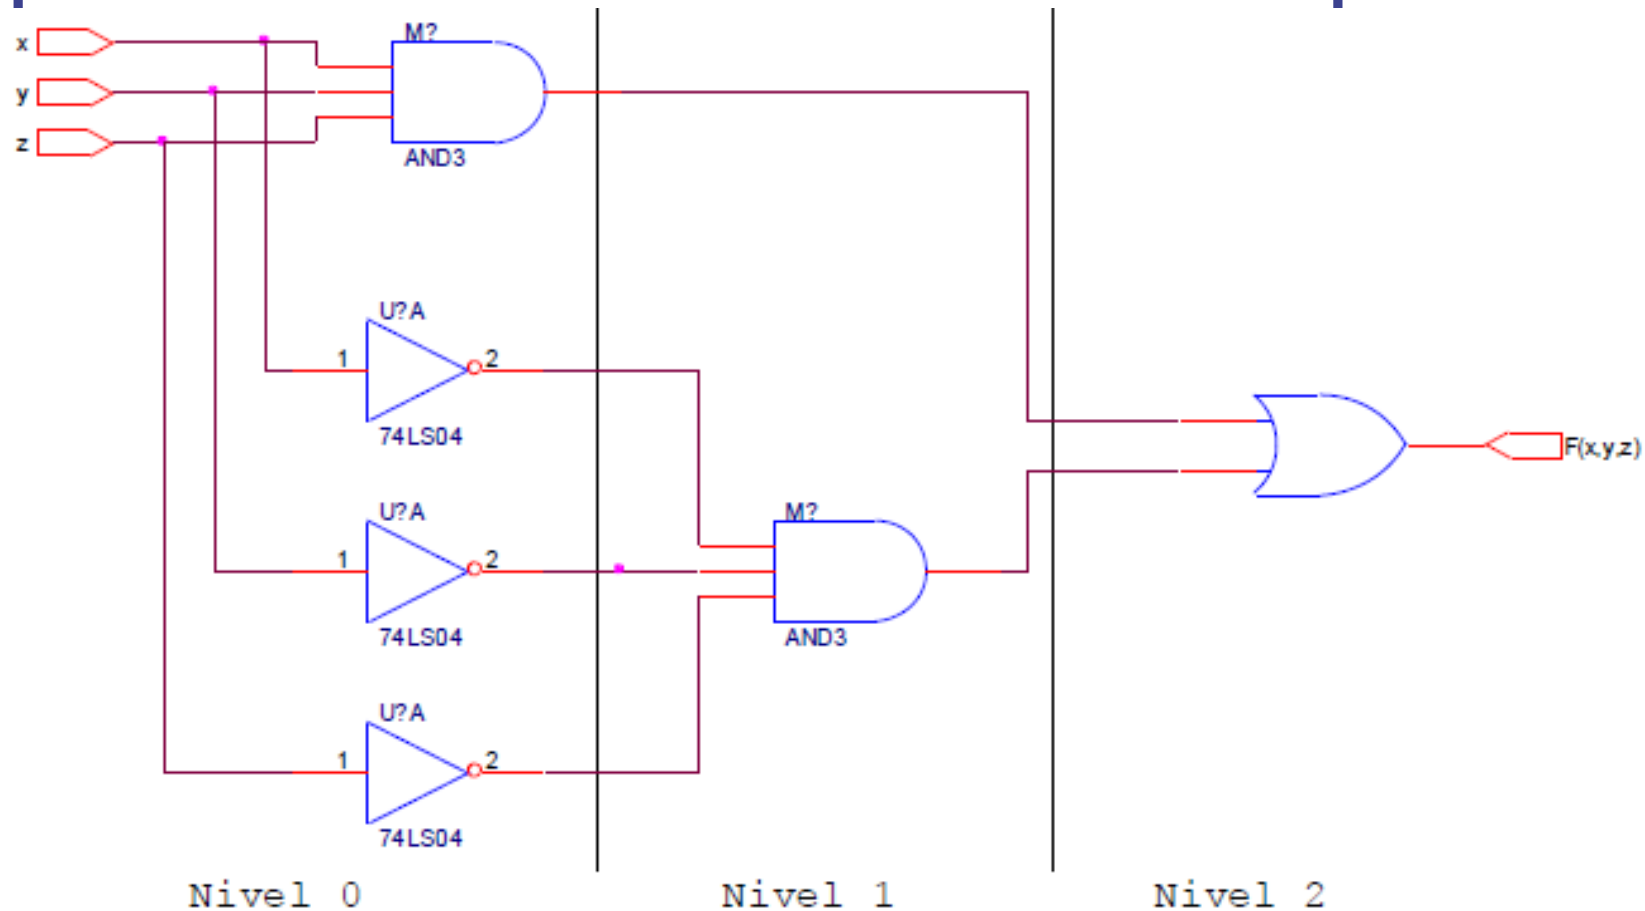 x
M?
y
z
AND3
U?A
1
2
74LS04
F(x,y,z)
U?A
M?
1
2
74LS04
AND3
U?A
1
2
74LS04
Nivel 0
Nivel 1
Nivel 2